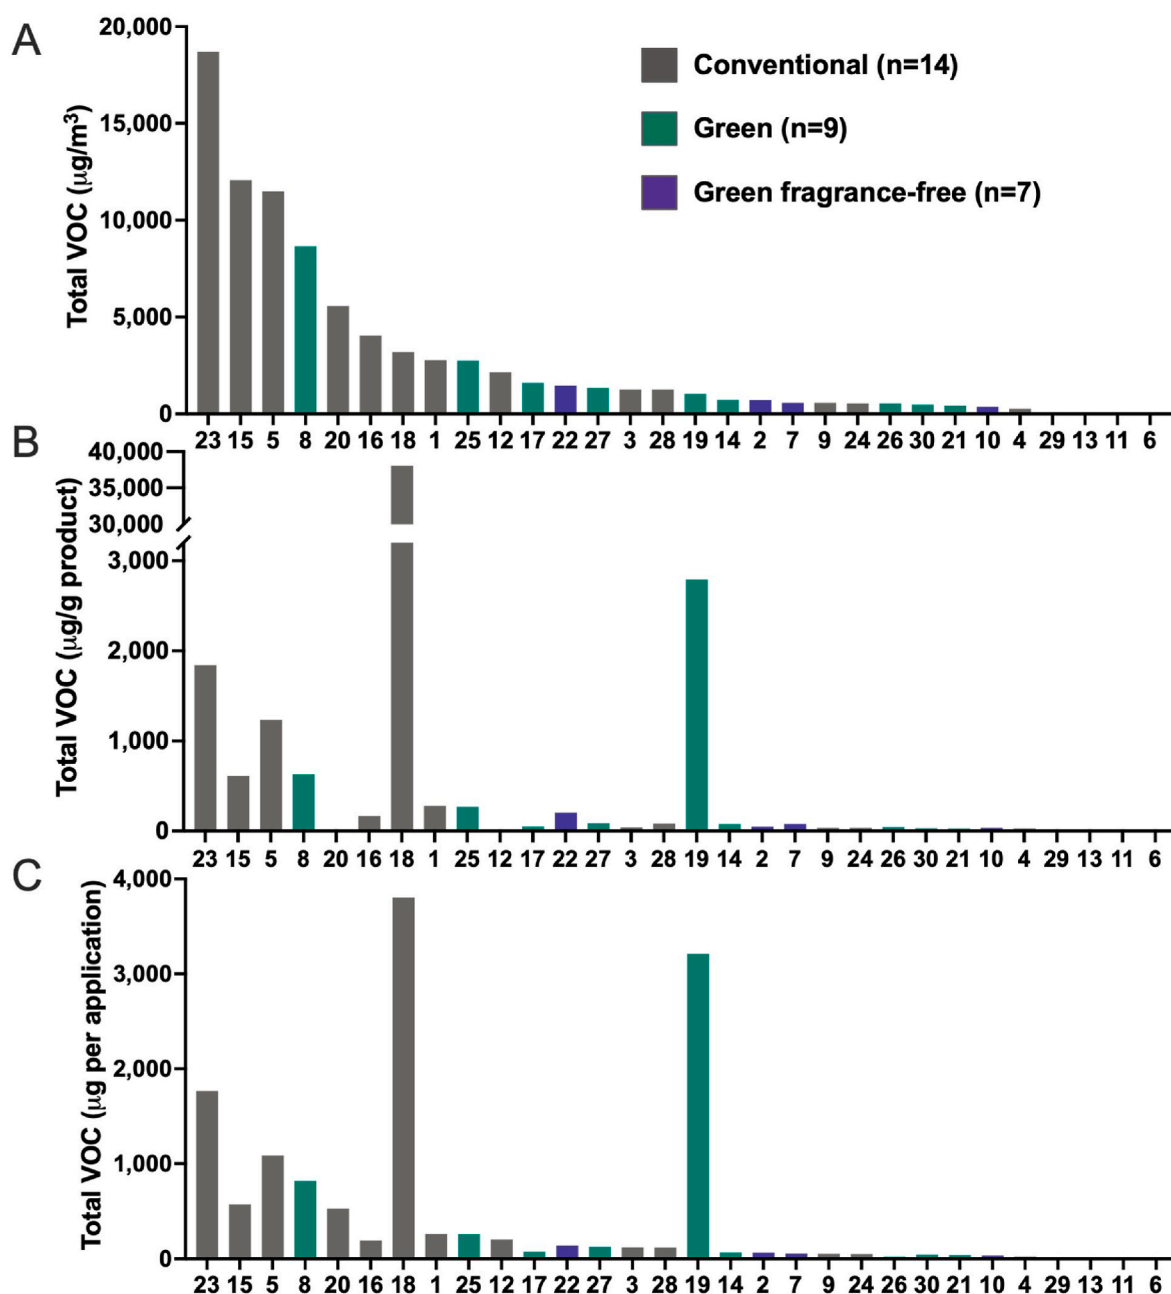 A
Total VOC (μg/m³)
20,000
15,000
10,000
5,000
0
Conventional (n=14)
Green (n=9)
Green fragrance-free (n=7)
23 15 5 8 20 16 18 1 25 12 17 22 27 3 28 19 14 2 7 9 24 26 30 21 10 4 29 13 11 6
B
Total VOC (μg/g product)
40,000
35,000
30,000
3,000
2,000
1,000
0
23 15 5 8 20 16 18 1 25 12 17 22 27 3 28 19 14 2 7 9 24 26 30 21 10 4 29 13 11 6
C
Total VOC (μg per application)
4,000
3,000
2,000
1,000
0
23 15 5 8 20 16 18 1 25 12 17 22 27 3 28 19 14 2 7 9 24 26 30 21 10 4 29 13 11 6